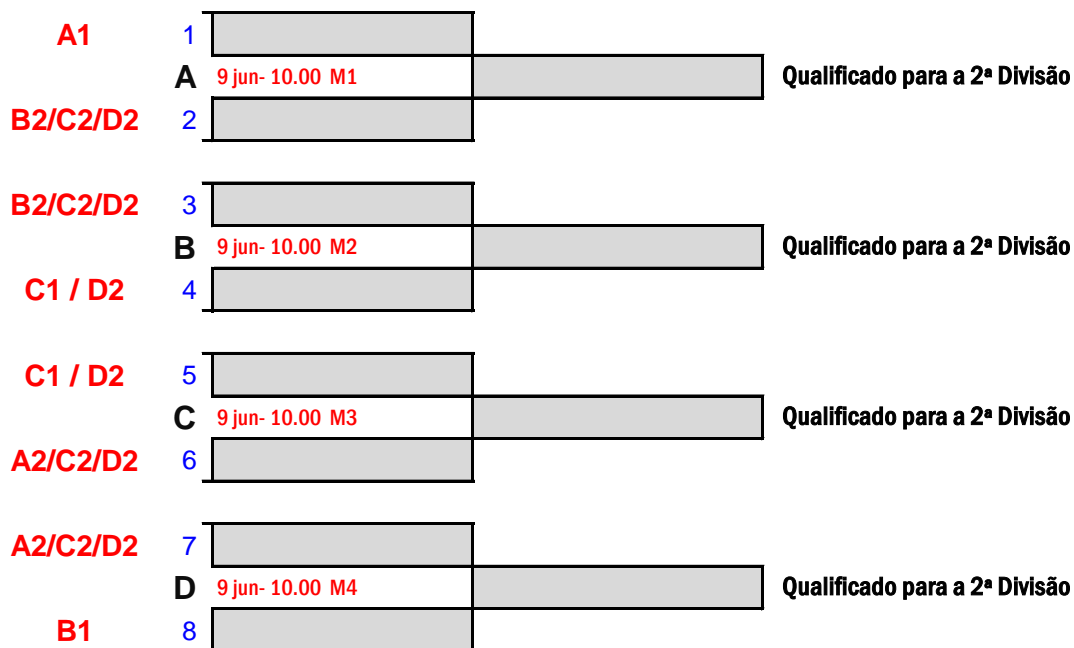 A1 1
A 9 jun- 10.00 M1 Qualificado para a 2ª Divisão
B2/C2/D2 2
B2/C2/D2 3
B 9 jun- 10.00 M2 Qualificado para a 2ª Divisão
C1 / D2 4
C1 / D2 5
C 9 jun- 10.00 M3 Qualificado para a 2ª Divisão
A2/C2/D2 6
A2/C2/D2 7
D 9 jun- 10.00 M4 Qualificado para a 2ª Divisão
B1 8